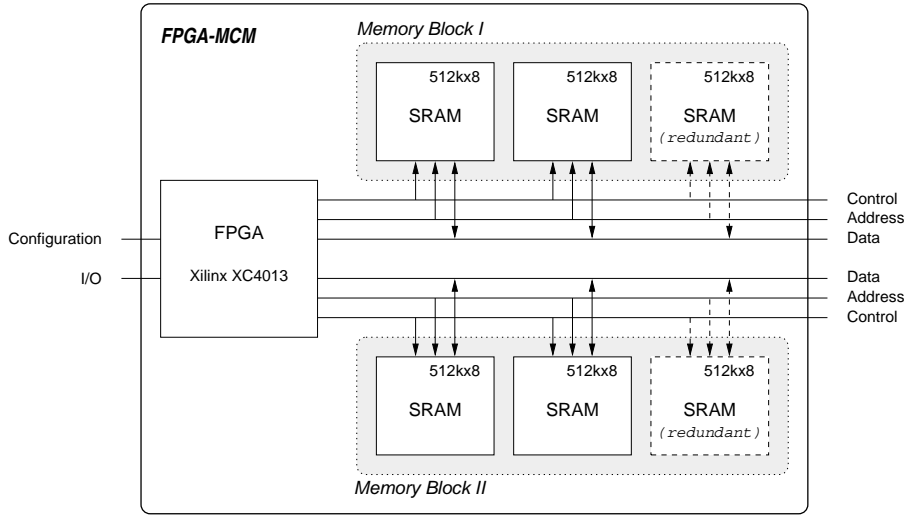 FPGA-MCM
Memory Block I
512kx8
SRAM
512kx8
SRAM
512kx8
SRAM
(redundant)
Control
Address
Data
Configuration
I/O
FPGA
Xilinx XC4013
Data
Address
Control
512kx8
SRAM
512kx8
SRAM
512kx8
SRAM
(redundant)
Memory Block II